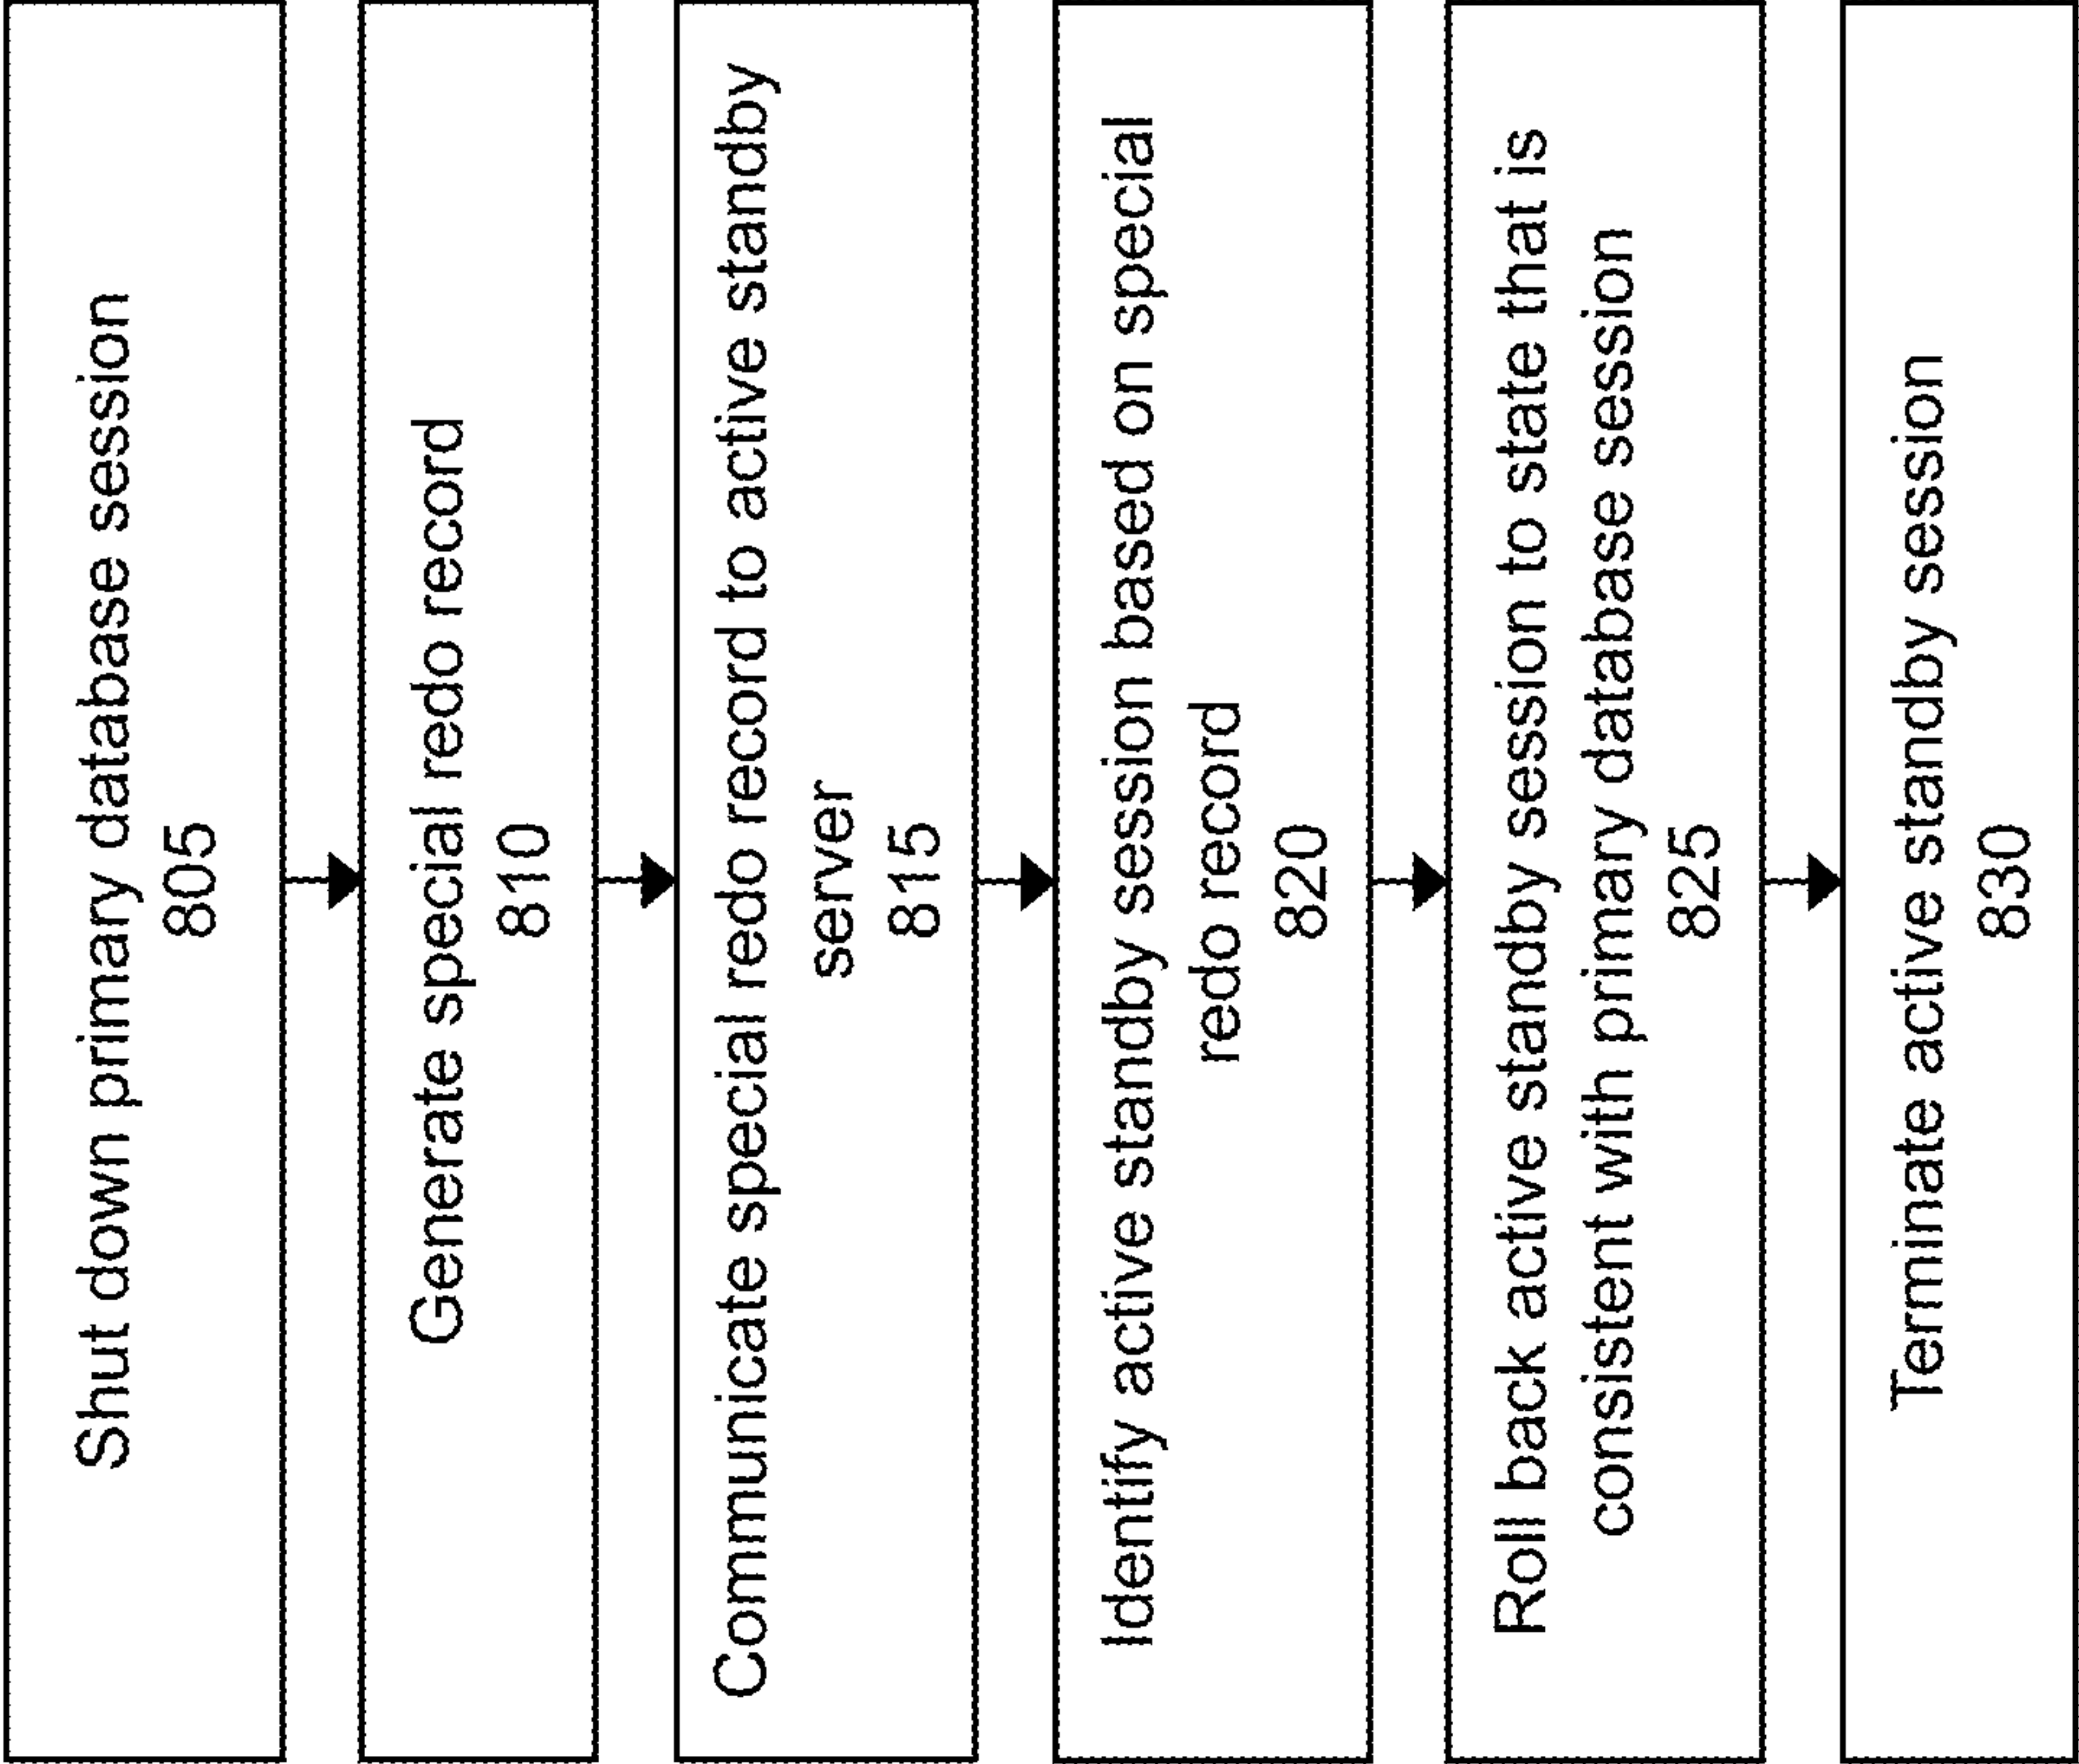 Shut down primary database session
805
Generate special redo record
810
Communicate special redo record to active standby
server
815
Identify active standby session based on special
redo record
820
Roll back active standby session to state that is
consistent with primary database session
825
Terminate active standby session
830